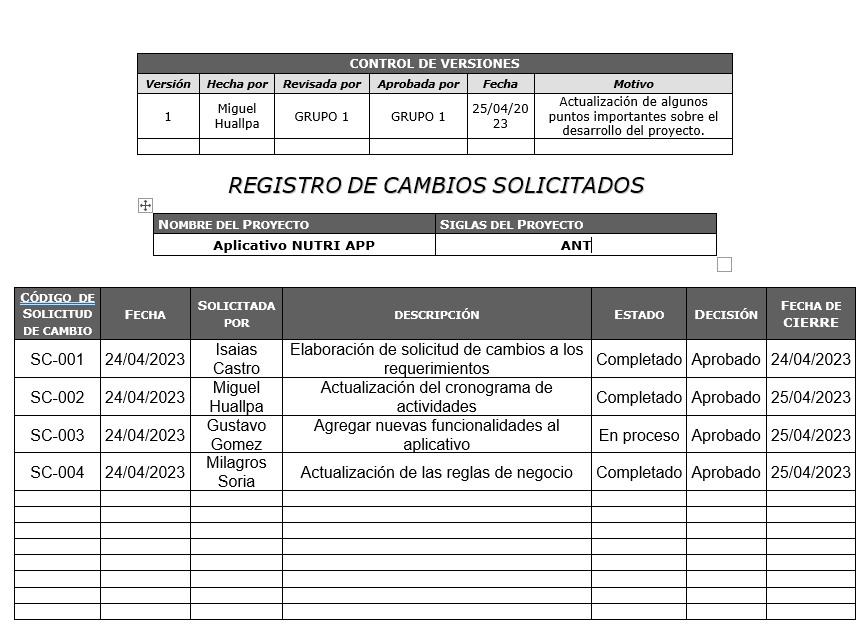 CONTROL DE VERSIONES
Versión Hecha por Revisada por Aprobada por Fecha Motivo
1 Miguel Huallpa GRUPO 1 GRUPO 1 25/04/2023 Actualización de algunos puntos importantes sobre el desarrollo del proyecto.
REGISTRO DE CAMBIOS SOLICITADOS
NOMBRE DEL PROYECTO SIGLAS DEL PROYECTO
Aplicativo NUTRI APP ANT
CÓDIGO DE SOLICITUD DE CAMBIO FECHA SOLICITADA POR DESCRIPCIÓN ESTADO DECISIÓN FECHA DE CIERRE
SC-001 24/04/2023 Isaias Castro Elaboración de solicitud de cambios a los requerimientos Completado Aprobado 24/04/2023
SC-002 24/04/2023 Miguel Huallpa Actualización del cronograma de actividades Completado Aprobado 25/04/2023
SC-003 24/04/2023 Gustavo Gomez Agregar nuevas funcionalidades al aplicativo En proceso Aprobado 25/04/2023
SC-004 24/04/2023 Milagros Soria Actualización de las reglas de negocio Completado Aprobado 25/04/2023